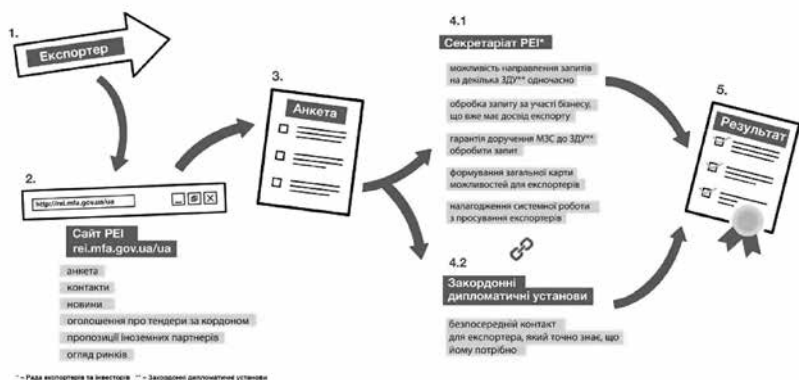 1.
Експортер
2.
http://rei.mfa.gov.ua/ua
Сайт РЕІ
rei.mfa.gov.ua/ua
анкета
контакти
новини
оголошення про тендери за кордоном
пропозиції іноземних партнерів
огляд ринків
3.
Анкета
4.1
Секретаріат РЕІ*
можливість направлення запитів
на декілька ЗДУ** одночасно
обробка запиту за участі бізнесу,
що вже має досвід експорту
гарантія доручення МЗС до ЗДУ**
обробити запит
формування загальної карти
можливостей для експортерів
налагодження системної роботи
з просування експортерів
4.2
Закордонні
дипломатичні установи
безпосередній контакт
для експортера, який точно знає, що
йому потрібно
5.
Результат
* – Рада експортерів та інвесторів ** – Закордонні дипломатичні установи